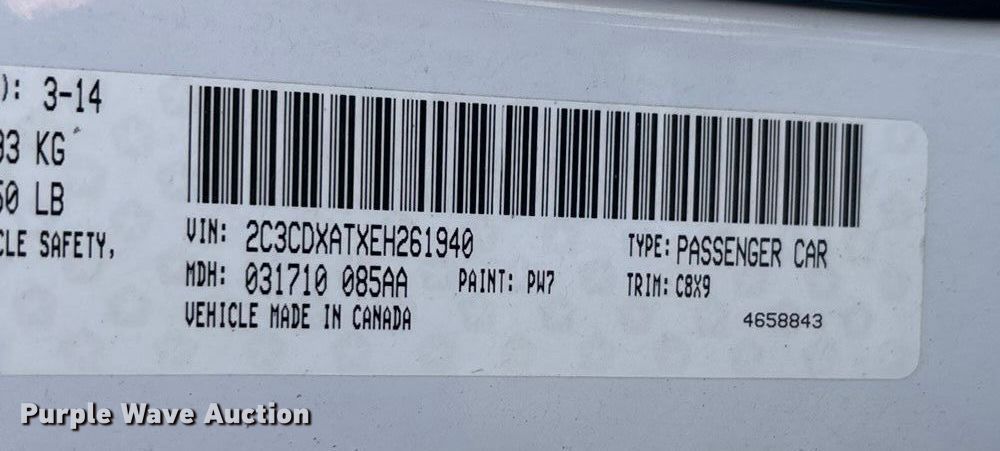 ): 3-14
93 KG
50 LB
CLE SAFETY,
VIN: 2C3CDXATXEH261940
TYPE: PASSENGER CAR
MDH: 031710 085AA
PAINT: PW7
TRIM: C8X9
VEHICLE MADE IN CANADA
4658843
Purple Wave Auction